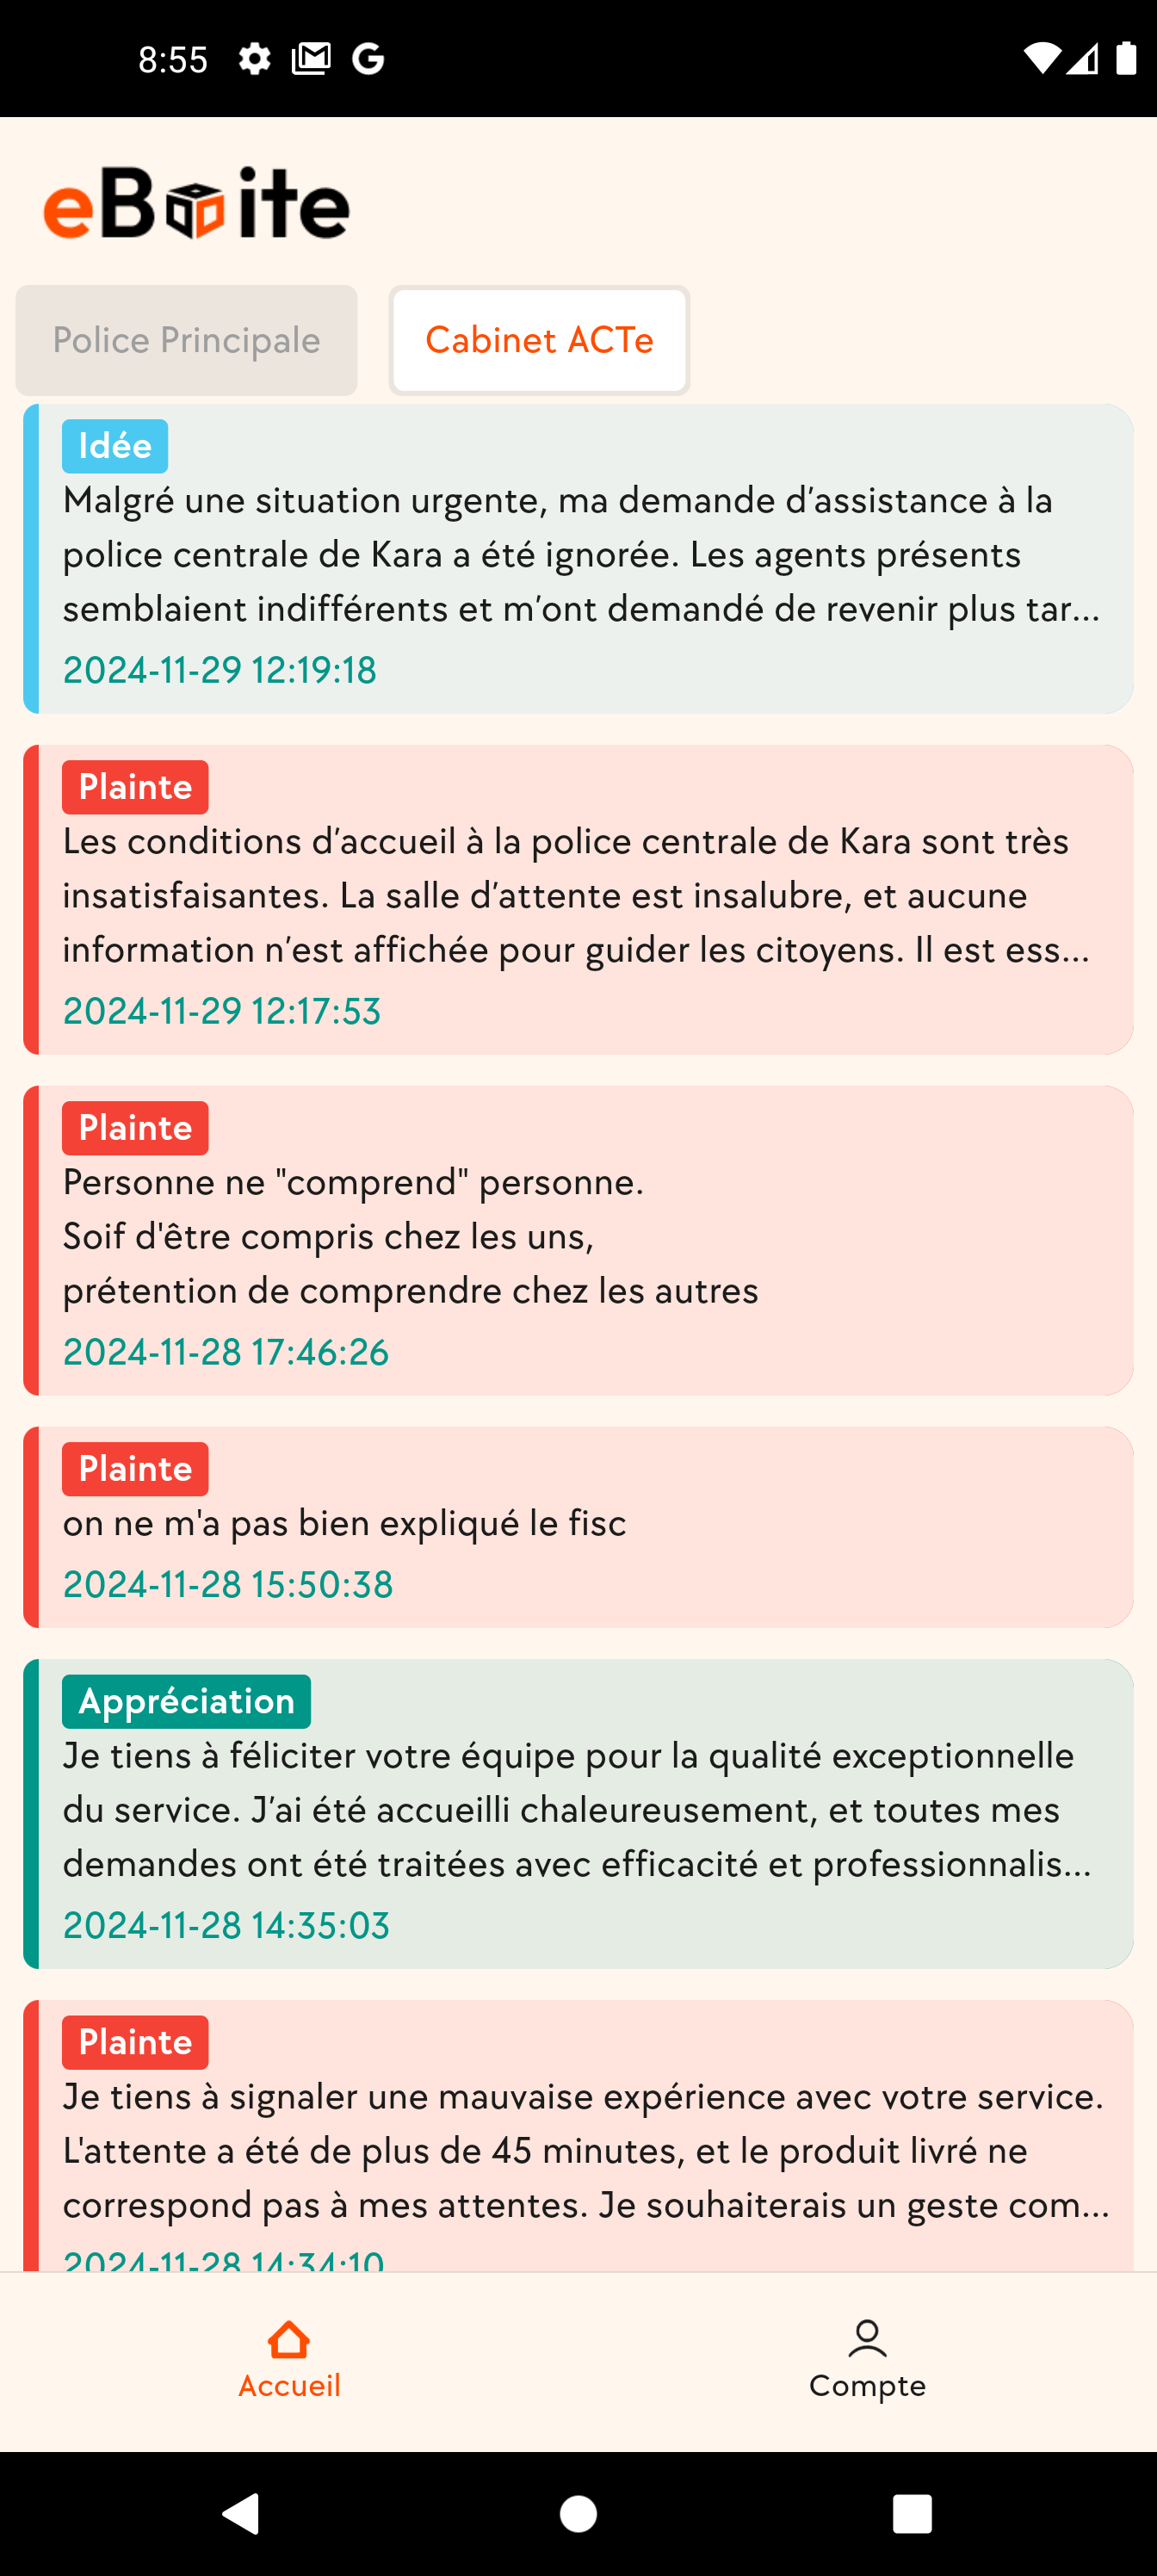 8:55
eBoite
Police Principale
Cabinet ACTe
Idée
Malgré une situation urgente, ma demande d’assistance à la
police centrale de Kara a été ignorée. Les agents présents
semblaient indifférents et m’ont demandé de revenir plus tar...
2024-11-29 12:19:18
Plainte
Les conditions d’accueil à la police centrale de Kara sont très
insatisfaisantes. La salle d’attente est insalubre, et aucune
information n’est affichée pour guider les citoyens. Il est ess...
2024-11-29 12:17:53
Plainte
Personne ne "comprend" personne.
Soif d'être compris chez les uns,
prétention de comprendre chez les autres
2024-11-28 17:46:26
Plainte
on ne m'a pas bien expliqué le fisc
2024-11-28 15:50:38
Appréciation
Je tiens à féliciter votre équipe pour la qualité exceptionnelle
du service. J’ai été accueilli chaleureusement, et toutes mes
demandes ont été traitées avec efficacité et professionnalis...
2024-11-28 14:35:03
Plainte
Je tiens à signaler une mauvaise expérience avec votre service.
L'attente a été de plus de 45 minutes, et le produit livré ne
correspond pas à mes attentes. Je souhaiterais un geste com...
2024-11-28 14:34:10
Accueil
Compte